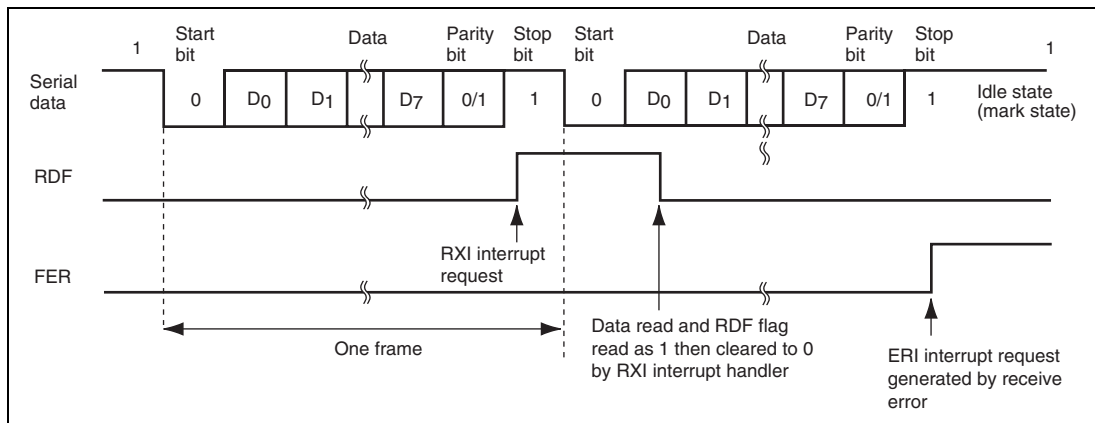 1 Start bit Data Parity bit Stop bit Start bit Data Parity bit Stop bit 1
Serial data 0 D0 D1 D7 0/1 1 0 D0 D1 D7 0/1 1 Idle state (mark state)
RDF
RXI interrupt
request
FER
One frame
Data read and RDF flag
read as 1 then cleared to 0
by RXI interrupt handler
ERI interrupt request
generated by receive
error